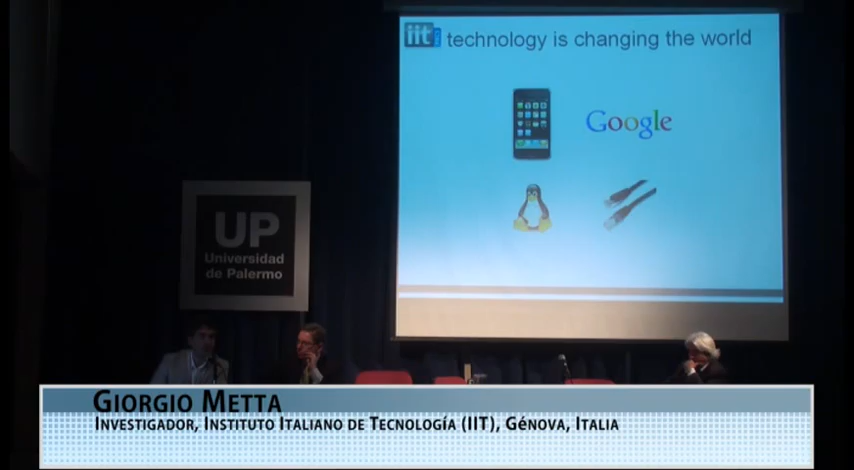 iit
technology is changing the world
Google
UP
Universidad
de Palermo
GIORGIO METTA
INVESTIGADOR, INSTITUTO ITALIANO DE TECNOLOGÍA (IIT), GÉNOVA, ITALIA